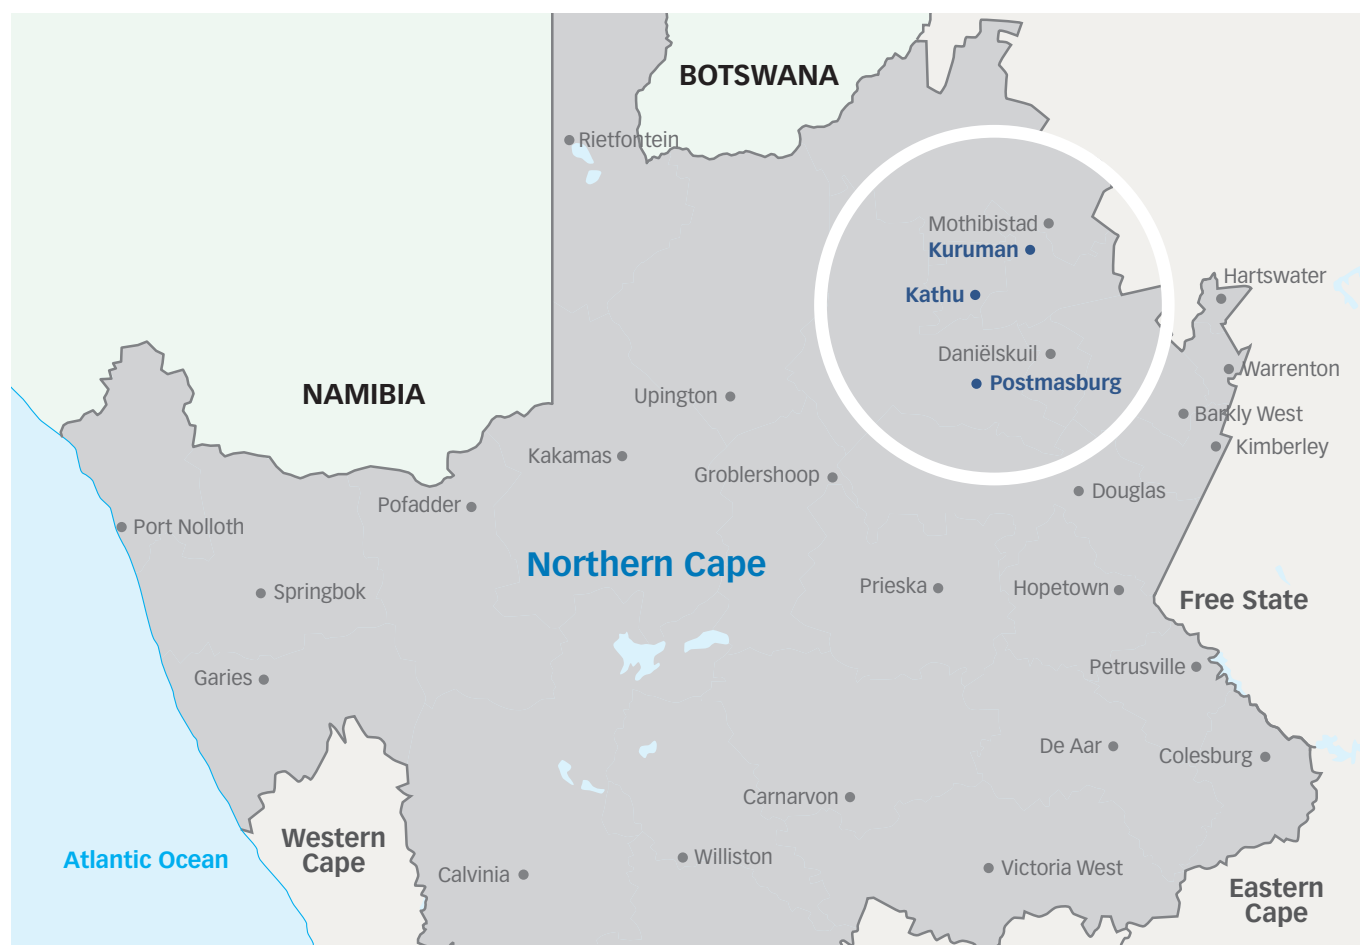 BOTSWANA
Rietfontein
Mothibistad
Kuruman
Hartswater
Kathu
Daniëlskuil
Warrenton
Postmasburg
NAMIBIA
Upington
Barkly West
Kimberley
Kakamas
Groblershoop
Douglas
Pofadder
Port Nolloth
Northern Cape
Prieska
Hopetown
Springbok
Free State
Petrusville
Garies
De Aar
Colesburg
Carnarvon
Western
Cape
Atlantic Ocean
Williston
Victoria West
Calvinia
Eastern
Cape